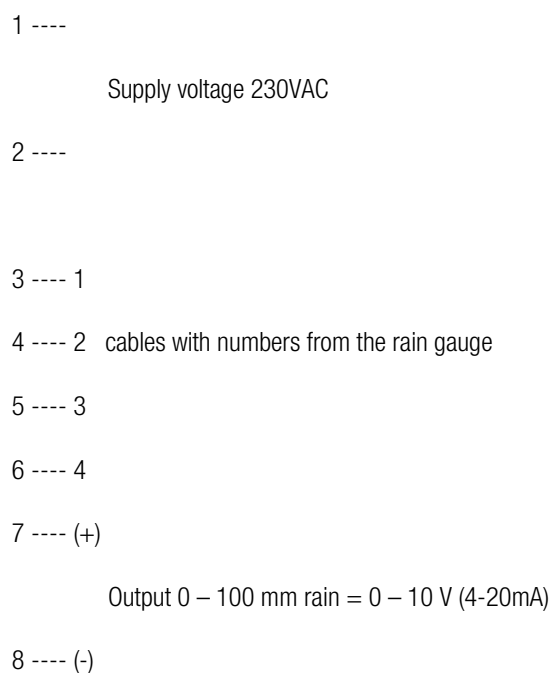 1 ----
Supply voltage 230VAC
2 ----
3 ---- 1
4 ---- 2 cables with numbers from the rain gauge
5 ---- 3
6 ---- 4
7 ---- (+)
Output 0 – 100 mm rain = 0 – 10 V (4-20mA)
8 ---- (-)